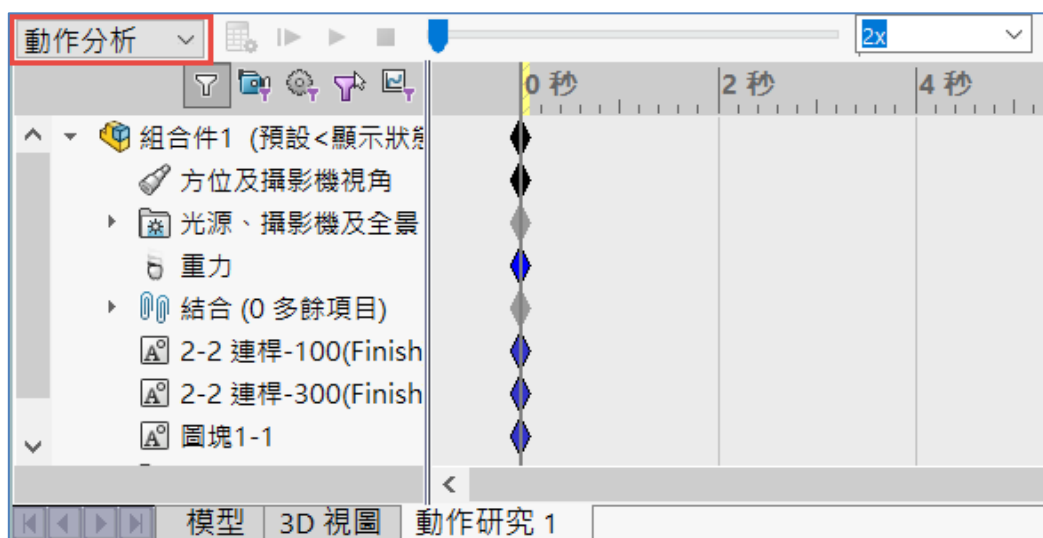 動作分析 2x
0 秒 2 秒 4 秒
組合件1 (預設<顯示狀態
方位及攝影機視角
光源、攝影機及全景
重力
結合 (0 多餘項目)
2-2 連桿-100(Finish
2-2 連桿-300(Finish
圖塊1-1
模型 3D 視圖 動作研究 1